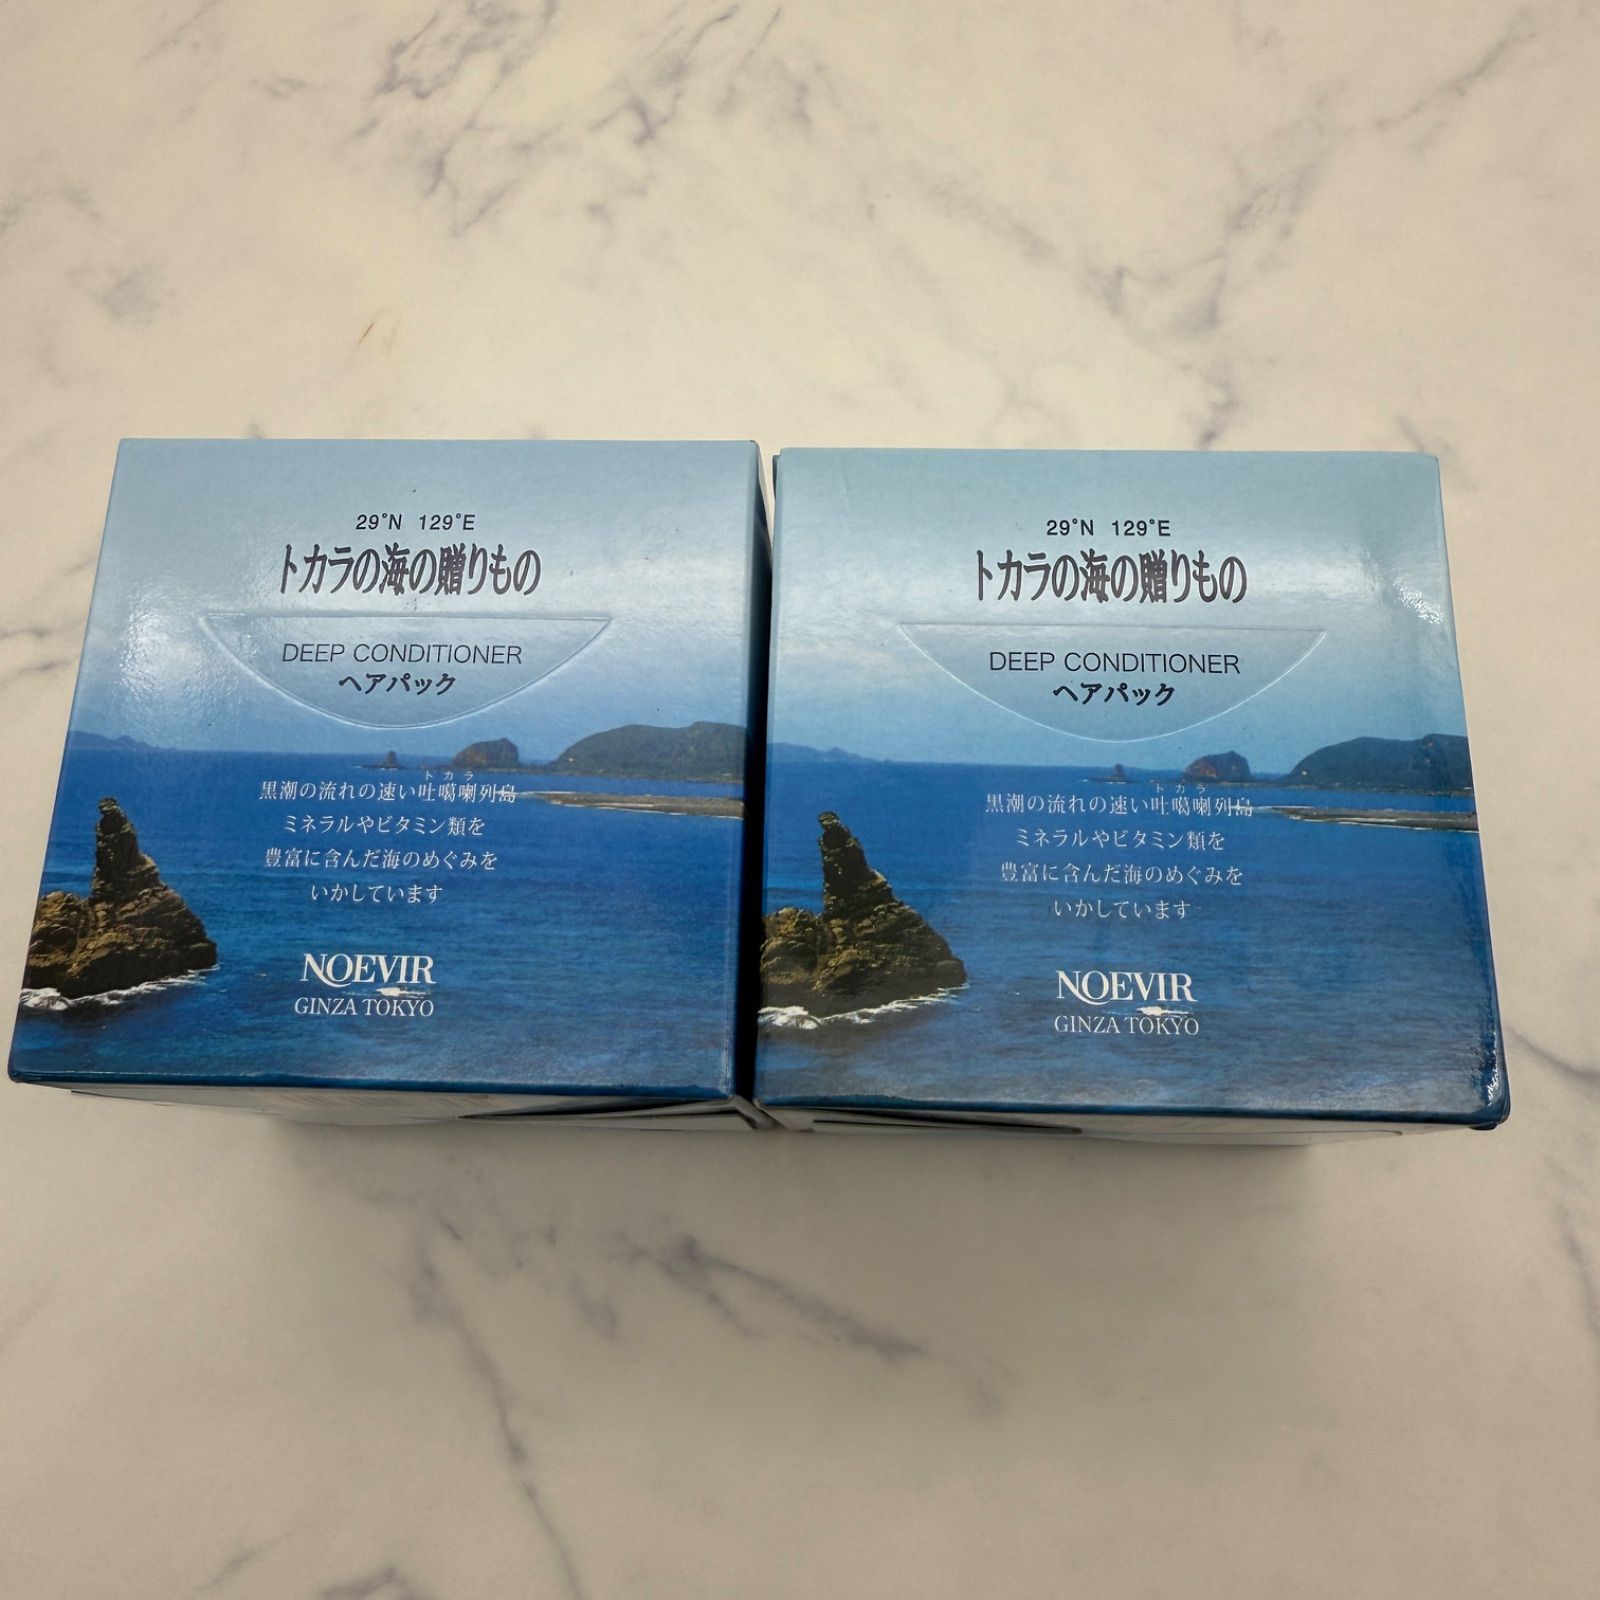 29°N 129°E
トカラの海の贈りもの
DEEP CONDITIONER
ヘアパック
トカラ
黒潮の流れの速い吐噶喇列島
ミネラルやビタミン類を
豊富に含んだ海のめぐみを
いかしています
NOEVIR
GINZA TOKYO
29°N 129°E
トカラの海の贈りもの
DEEP CONDITIONER
ヘアパック
トカラ
黒潮の流れの速い吐噶喇列島
ミネラルやビタミン類を
豊富に含んだ海のめぐみを
いかしています
NOEVIR
GINZA TOKYO